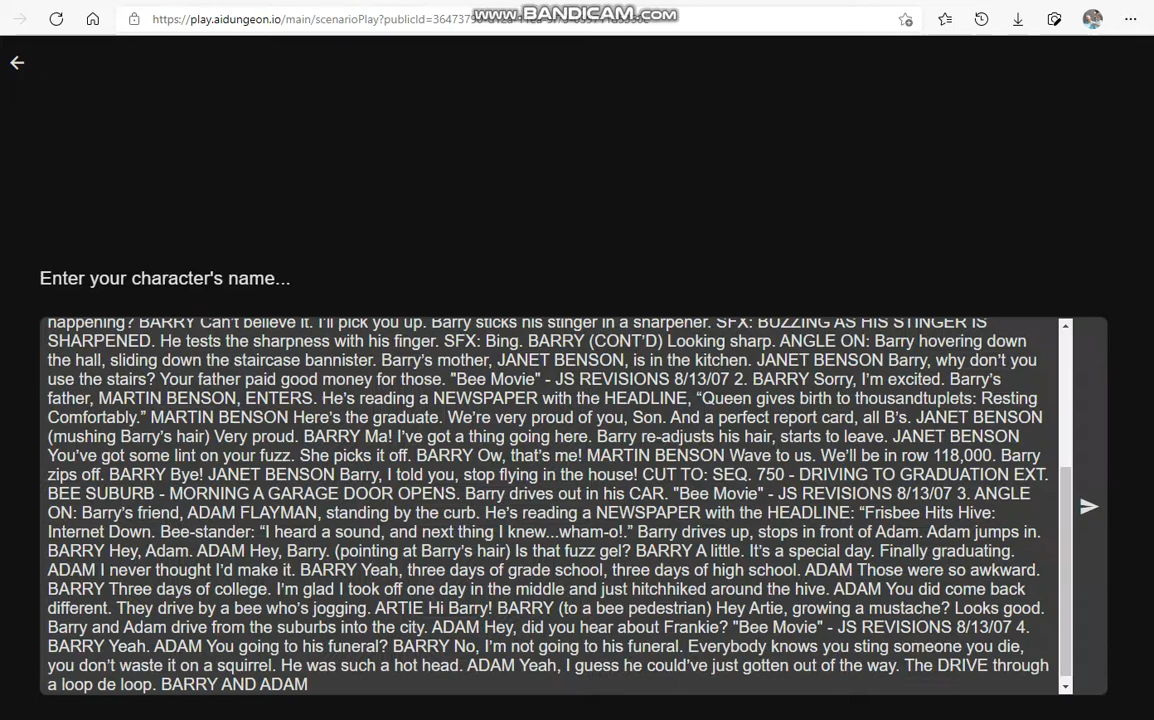 www.BANDICAM.com
https://play.aidungeon.io/main/scenarioPlay?publicId=3647379
Enter your character's name...
happening? BARRY Can't believe it. I'll pick you up. Barry sticks his stinger in a sharpener. SFX: BUZZING AS HIS STINGER IS
SHARPENED. He tests the sharpness with his finger. SFX: Bing. BARRY (CONT'D) Looking sharp. ANGLE ON: Barry hovering down
the hall, sliding down the staircase bannister. Barry's mother, JANET BENSON, is in the kitchen. JANET BENSON Barry, why don't you
use the stairs? Your father paid good money for those. "Bee Movie" - JS REVISIONS 8/13/07 2. BARRY Sorry, I'm excited. Barry's
father, MARTIN BENSON, ENTERS. He's reading a NEWSPAPER with the HEADLINE, “Queen gives birth to thousandtuplets: Resting
Comfortably.” MARTIN BENSON Here's the graduate. We're very proud of you, Son. And a perfect report card, all B's. JANET BENSON
(mushing Barry's hair) Very proud. BARRY Ma! I've got a thing going here. Barry re-adjusts his hair, starts to leave. JANET BENSON
You've got some lint on your fuzz. She picks it off. BARRY Ow, that's me! MARTIN BENSON Wave to us. We'll be in row 118,000. Barry
zips off. BARRY Bye! JANET BENSON Barry, I told you, stop flying in the house! CUT TO: SEQ. 750 - DRIVING TO GRADUATION EXT.
BEE SUBURB - MORNING A GARAGE DOOR OPENS. Barry drives out in his CAR. "Bee Movie" - JS REVISIONS 8/13/07 3. ANGLE
ON: Barry's friend, ADAM FLAYMAN, standing by the curb. He's reading a NEWSPAPER with the HEADLINE: “Frisbee Hits Hive:
Internet Down. Bee-stander: “I heard a sound, and next thing I knew...wham-o!.” Barry drives up, stops in front of Adam. Adam jumps in.
BARRY Hey, Adam. ADAM Hey, Barry. (pointing at Barry's hair) Is that fuzz gel? BARRY A little. It's a special day. Finally graduating.
ADAM I never thought I'd make it. BARRY Yeah, three days of grade school, three days of high school. ADAM Those were so awkward.
BARRY Three days of college. I'm glad I took off one day in the middle and just hitchhiked around the hive. ADAM You did come back
different. They drive by a bee who's jogging. ARTIE Hi Barry! BARRY (to a bee pedestrian) Hey Artie, growing a mustache? Looks good.
Barry and Adam drive from the suburbs into the city. ADAM Hey, did you hear about Frankie? "Bee Movie" - JS REVISIONS 8/13/07 4.
BARRY Yeah. ADAM You going to his funeral? BARRY No, I'm not going to his funeral. Everybody knows you sting someone you die,
you don't waste it on a squirrel. He was such a hot head. ADAM Yeah, I guess he could've just gotten out of the way. The DRIVE through
a loop de loop. BARRY AND ADAM